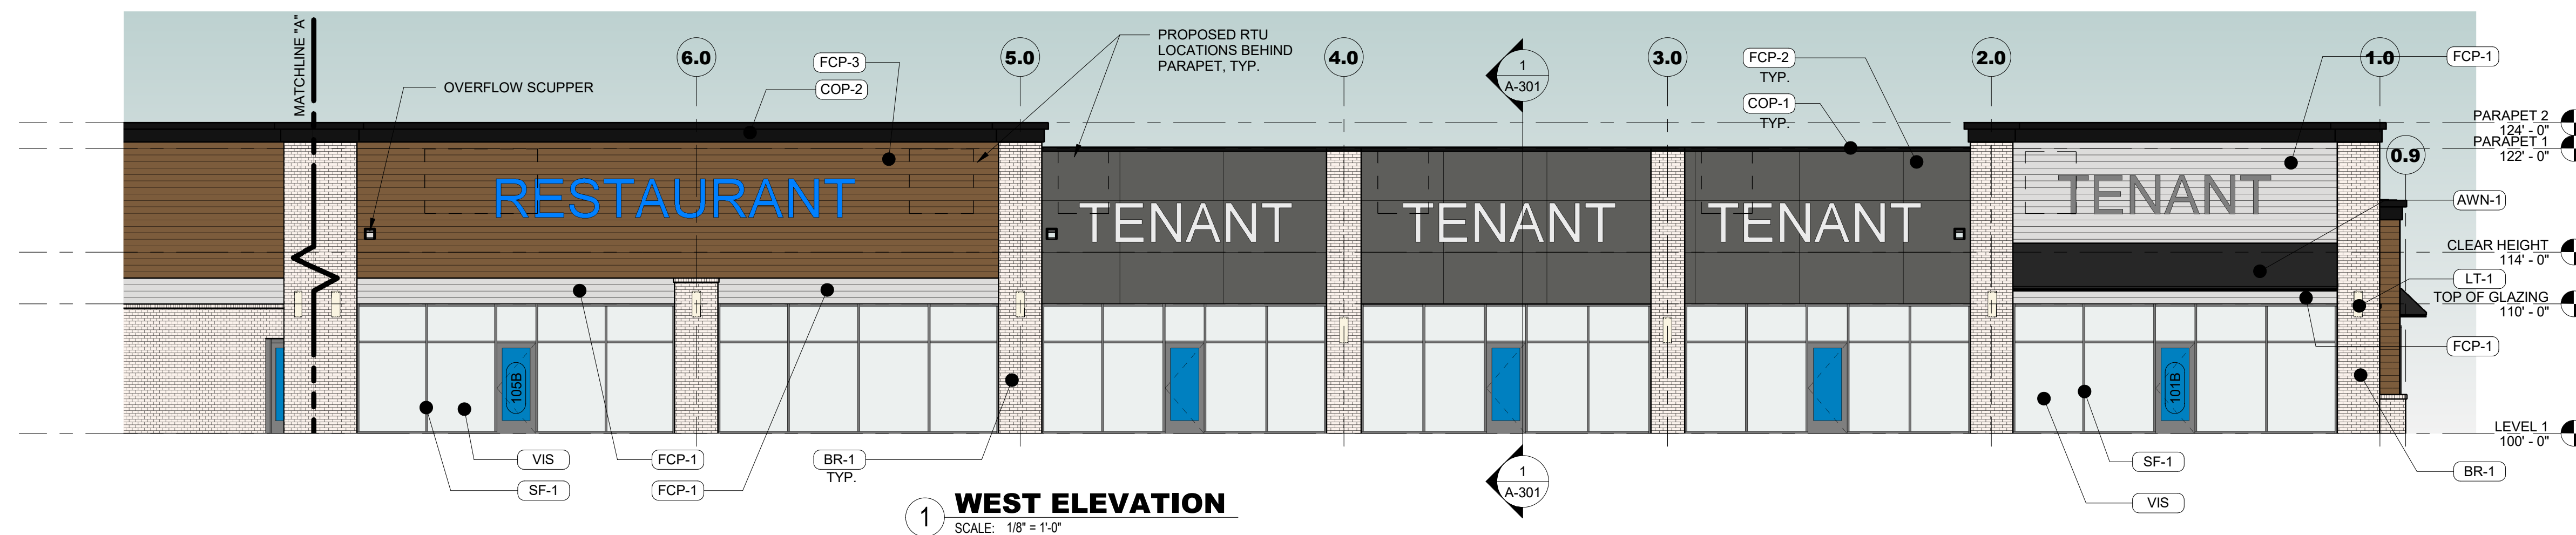 MATCHLINE "A"
OVERFLOW SCUPPER
6.0
FCP-3
COP-2
5.0
PROPOSED RTU
LOCATIONS BEHIND
PARAPET, TYP.
4.0
1
A-301
3.0
FCP-2
TYP.
COP-1
TYP.
2.0
1.0
FCP-1
PARAPET 2
124' - 0"
PARAPET 1
122' - 0"
0.9
AWN-1
CLEAR HEIGHT
114' - 0"
LT-1
TOP OF GLAZING
110' - 0"
FCP-1
LEVEL 1
100' - 0"
BR-1
RESTAURANT
TENANT
TENANT
TENANT
TENANT
105B
101B
VIS
SF-1
FCP-1
FCP-1
BR-1
TYP.
1
A-301
SF-1
VIS
1
WEST ELEVATION
SCALE: 1/8" = 1'-0"